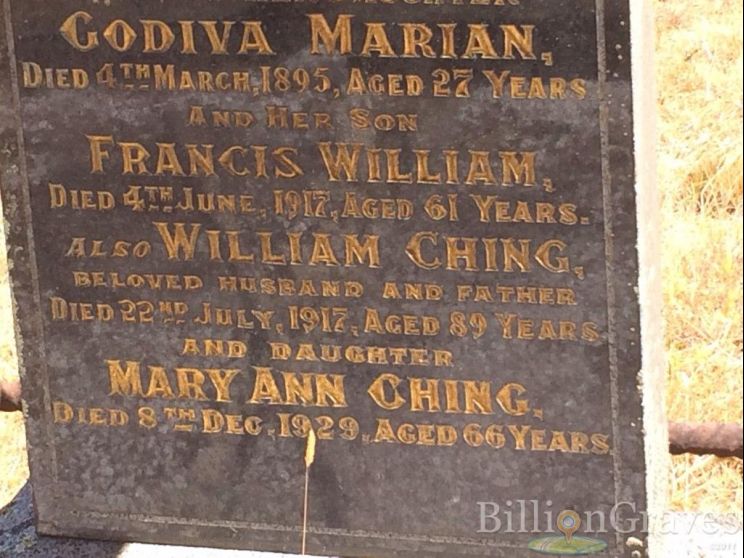 DAUGHTER
GODIVA MARIAN,
DIED 4TH MARCH, 1895, AGED 27 YEARS
AND HER SON
FRANCIS WILLIAM,
DIED 4TH JUNE, 1917, AGED 61 YEARS.
ALSO WILLIAM CHING,
BELOVED HUSBAND AND FATHER
DIED 22ND JULY, 1917, AGED 89 YEARS
AND DAUGHTER
MARY ANN CHING,
DIED 8TH DEC. 1929, AGED 66 YEARS
BillionGraves